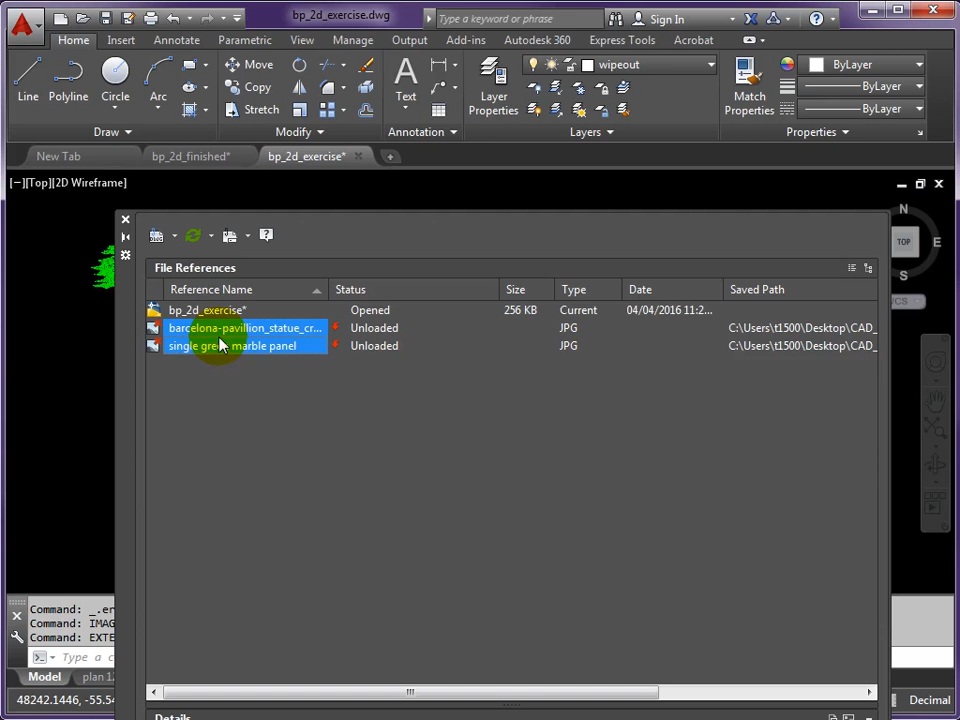 bp_2d_exercise.dwg
Type a keyword or phrase
Sign In
Home Insert Annotate Parametric View Manage Output Add-ins Autodesk 360 Express Tools Acrobat
Line Polyline Circle Arc
Move
Copy
Stretch
Text
Layer
Properties
wipeout
Match
Properties
ByLayer
ByLayer
ByLayer
Draw Modify Annotation Layers Properties
New Tab bp_2d_finished* bp_2d_exercise*
[−][Top][2D Wireframe]
N
TOP E
S
File References
Reference Name Status Size Type Date Saved Path
bp_2d_exercise* Opened 256 KB Current 04/04/2016 11:2...
barcelona-pavillion_statue_cr... Unloaded JPG C:\Users\t1500\Desktop\CAD_
single green marble panel Unloaded JPG C:\Users\t1500\Desktop\CAD_
Command: _.er
Command: IMAG
Command: EXTE
Type a c
Model plan 1
48242.1446, -55.54 Decimal
Details